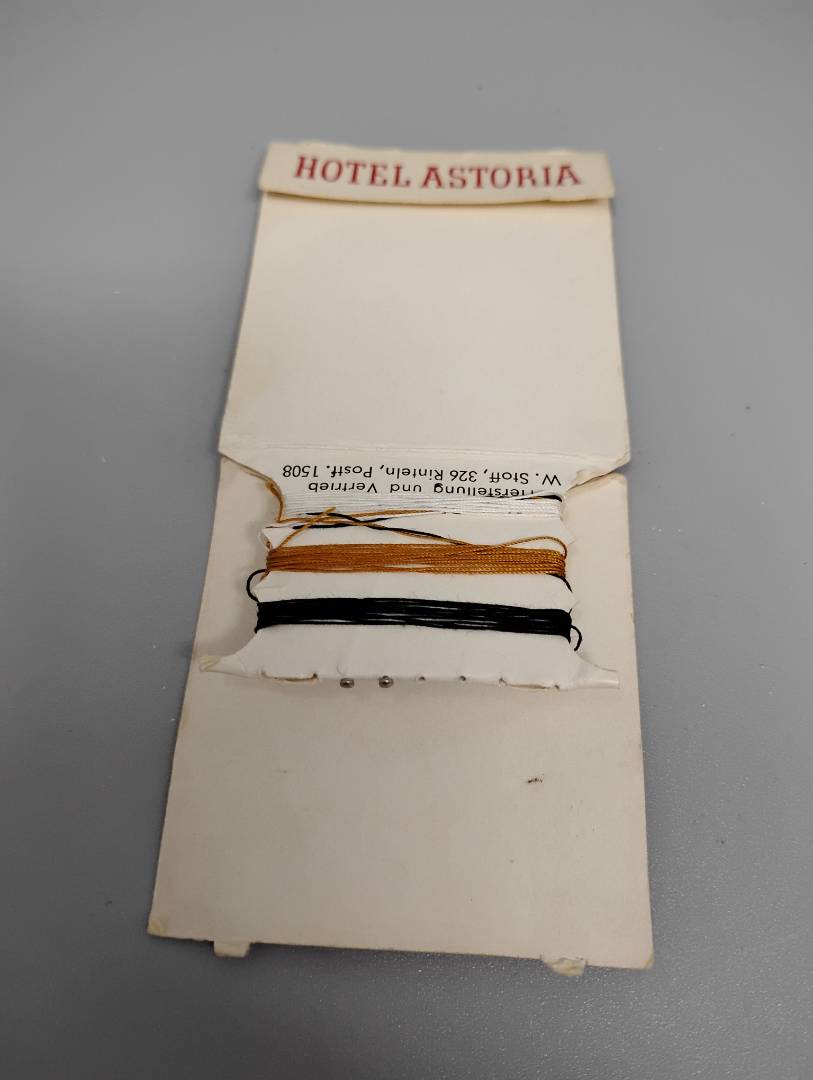 HOTEL ASTORIA
Herstellung und Vertrieb
W. Stoff, 326 Rinteln, Postf. 1508